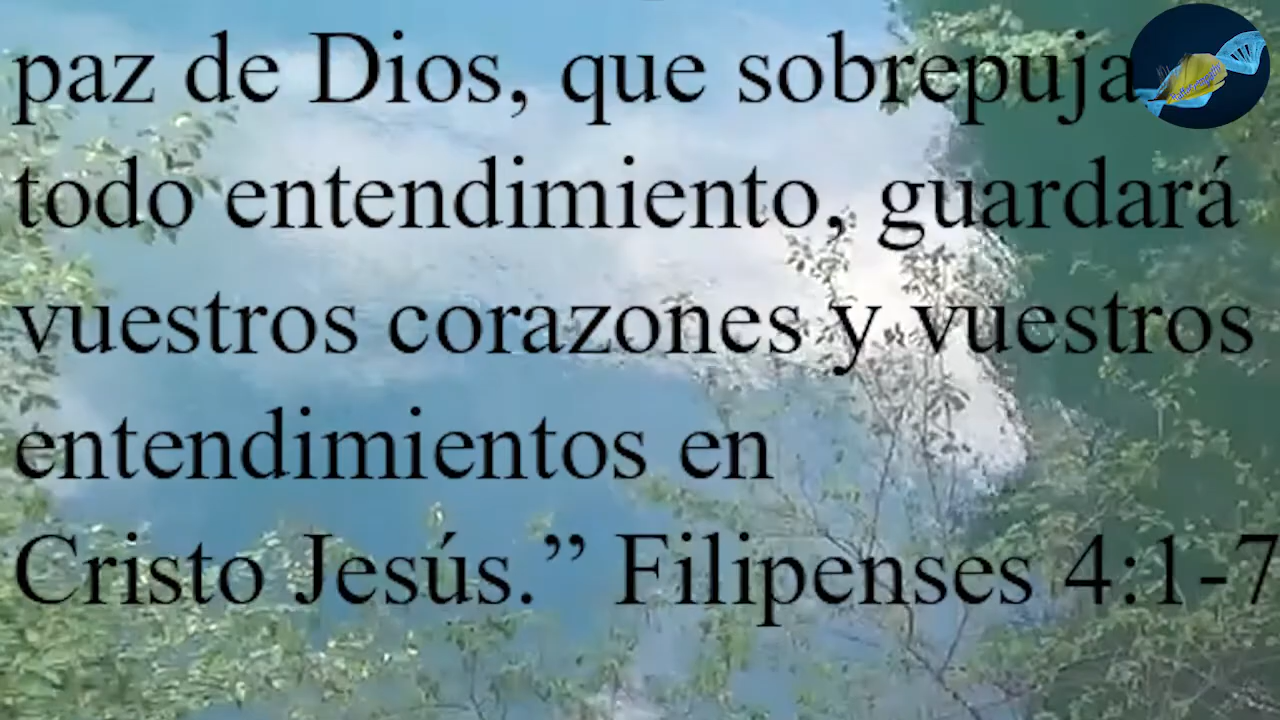 paz de Dios, que sobrepuja
todo entendimiento, guardará
vuestros corazones y vuestros
entendimientos en
Cristo Jesús.” Filipenses 4:1-7